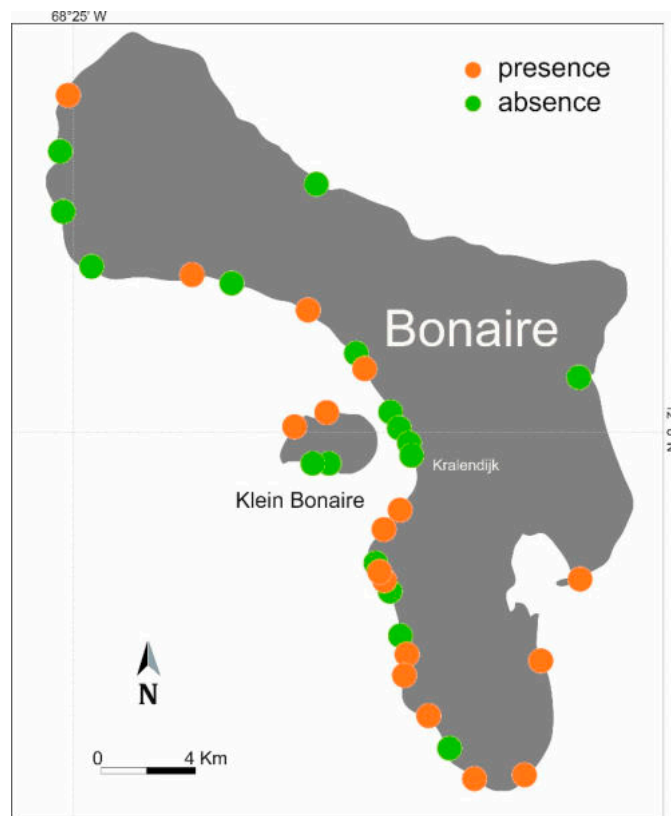 68°25' W
presence
absence
Bonaire
Kralendijk
Klein Bonaire
N
0 4 Km